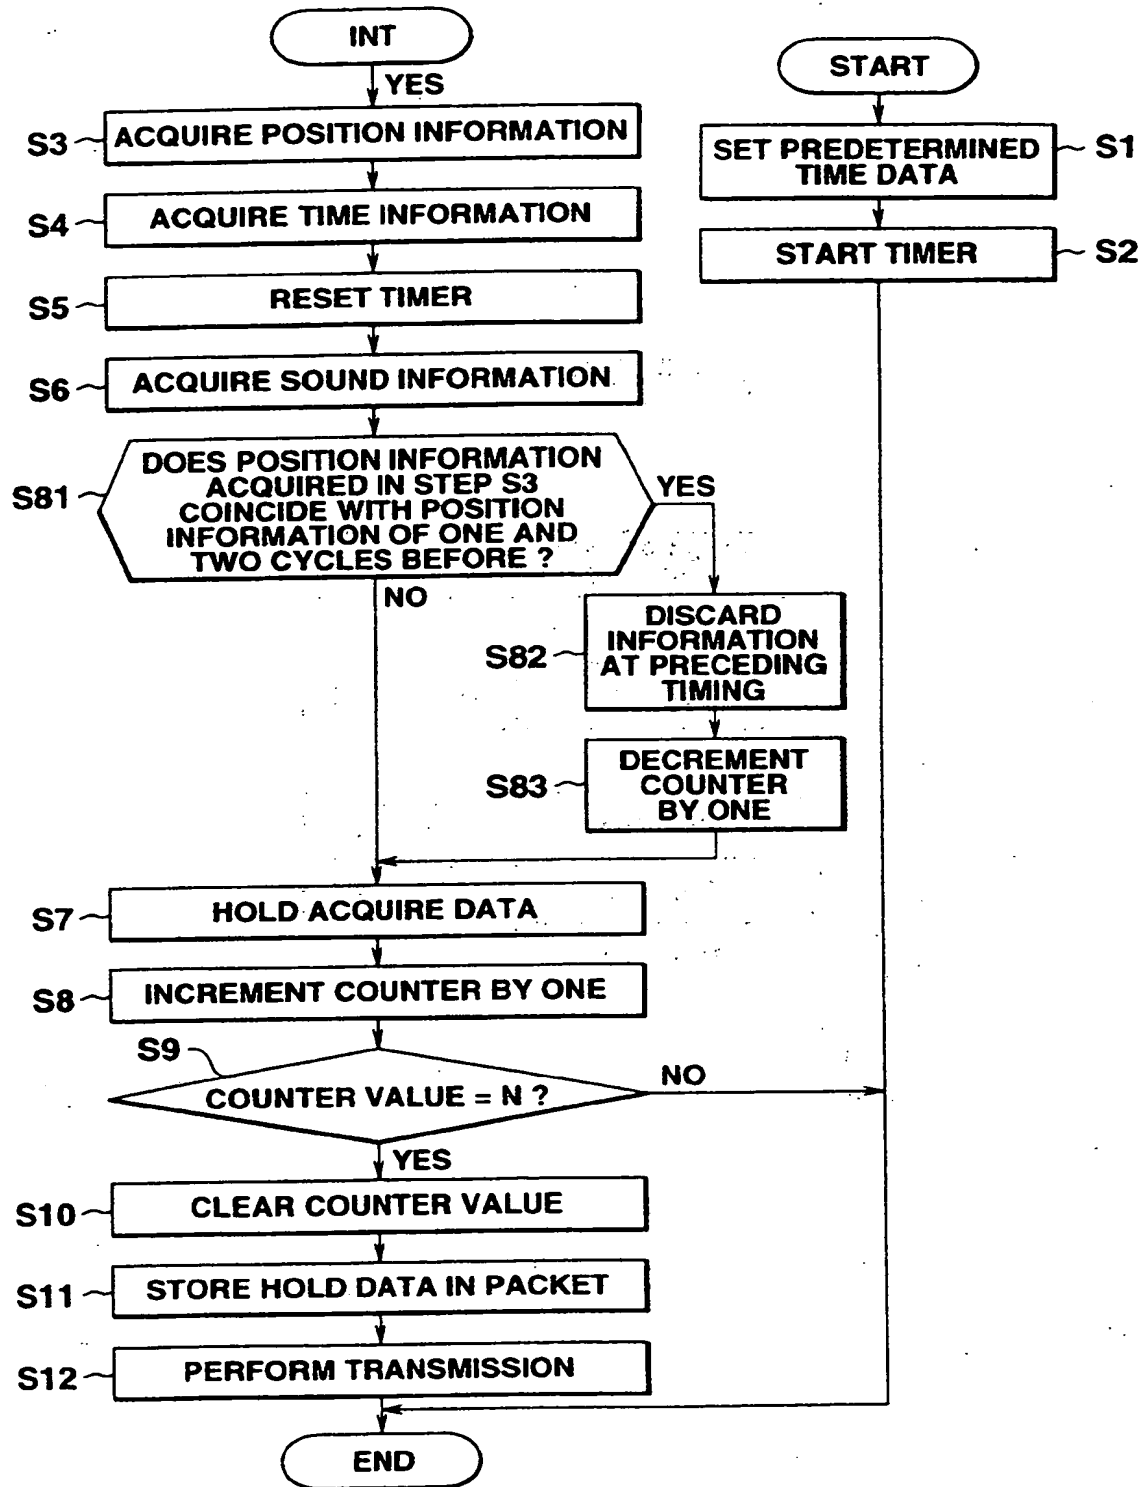 INT
YES
S3
ACQUIRE POSITION INFORMATION
S4
ACQUIRE TIME INFORMATION
S5
RESET TIMER
S6
ACQUIRE SOUND INFORMATION
S81
DOES POSITION INFORMATION
ACQUIRED IN STEP S3
COINCIDE WITH POSITION
INFORMATION OF ONE AND
TWO CYCLES BEFORE ?
YES
NO
S82
DISCARD
INFORMATION
AT PRECEDING
TIMING
S83
DECREMENT
COUNTER
BY ONE
S7
HOLD ACQUIRE DATA
S8
INCREMENT COUNTER BY ONE
S9
COUNTER VALUE = N ?
NO
YES
S10
CLEAR COUNTER VALUE
S11
STORE HOLD DATA IN PACKET
S12
PERFORM TRANSMISSION
END
START
SET PREDETERMINED
TIME DATA
S1
START TIMER
S2